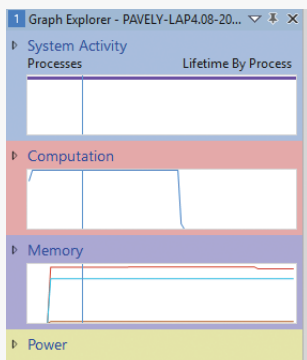 1 Graph Explorer - PAVELY-LAP4.08-20...
System Activity
Processes Lifetime By Process
Computation
Memory
Power